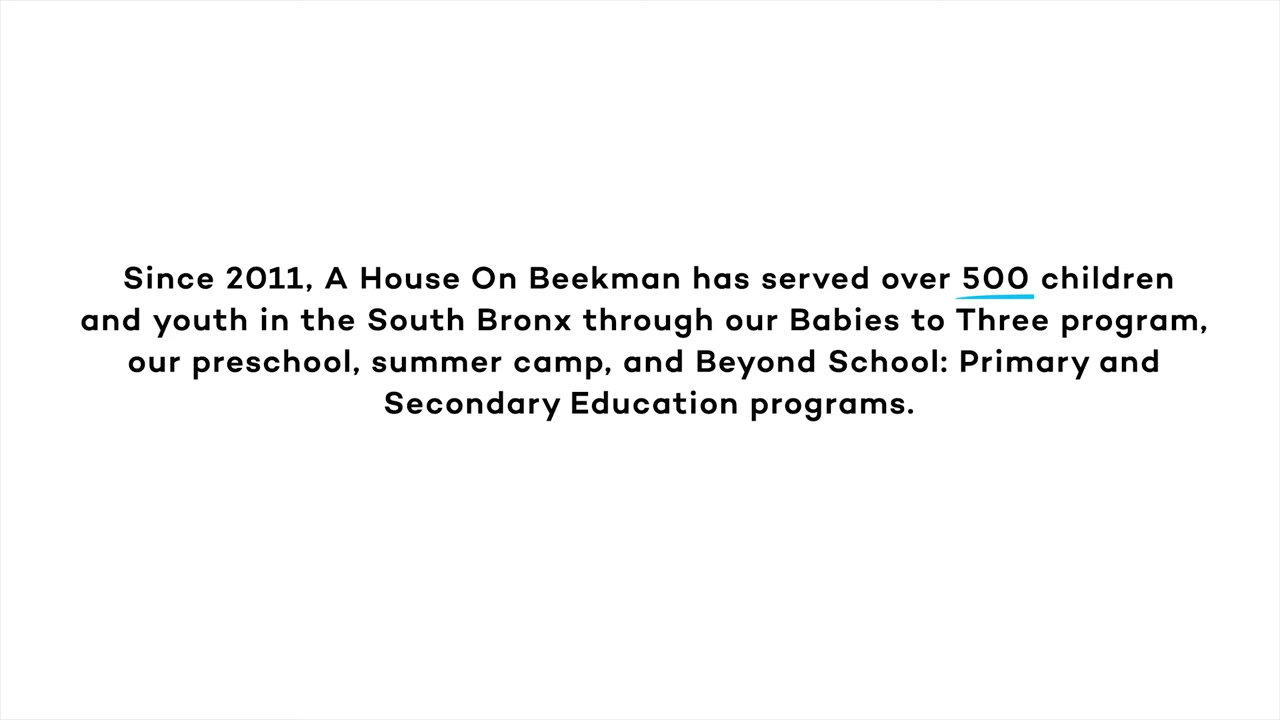 Since 2011, A House On Beekman has served over 500 children
and youth in the South Bronx through our Babies to Three program,
our preschool, summer camp, and Beyond School: Primary and
Secondary Education programs.